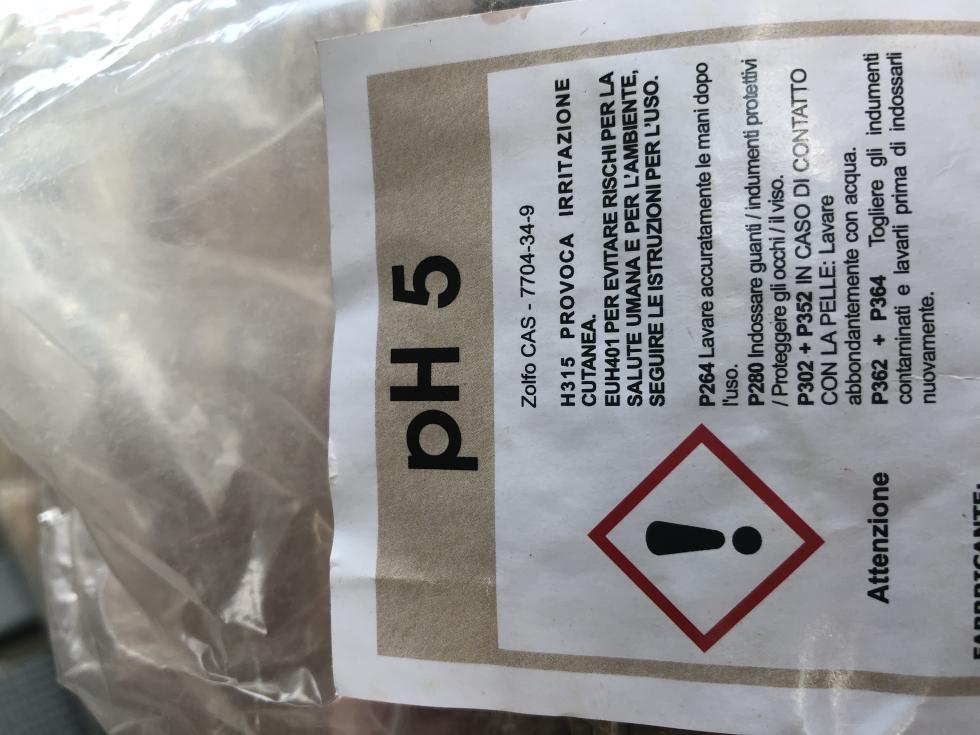 pH 5
Zolfo CAS - 7704-34-9
H315 PROVOCA IRRITAZIONE
CUTANEA.
EUH401 PER EVITARE RISCHI PER LA
SALUTE UMANA E PER L'AMBIENTE,
SEGUIRE LE ISTRUZIONI PER L'USO.
P264 Lavare accuratamente le mani dopo
l'uso.
P280 Indossare guanti / indumenti protettivi
/ Proteggere gli occhi / il viso.
P302 + P352 IN CASO DI CONTATTO
CON LA PELLE: Lavare
abbondantemente con acqua.
P362 + P364 Togliere gli indumenti
contaminati e lavarli prima di indossarli
nuovamente.
Attenzione
FABBRICANTE: